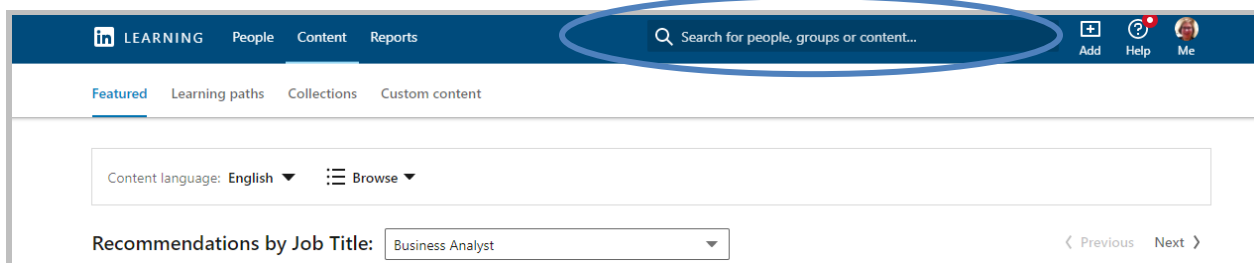 in LEARNING People Content Reports Search for people, groups or content... Add Help Me
Featured Learning paths Collections Custom content
Content language: English Browse
Recommendations by Job Title: Business Analyst Previous Next